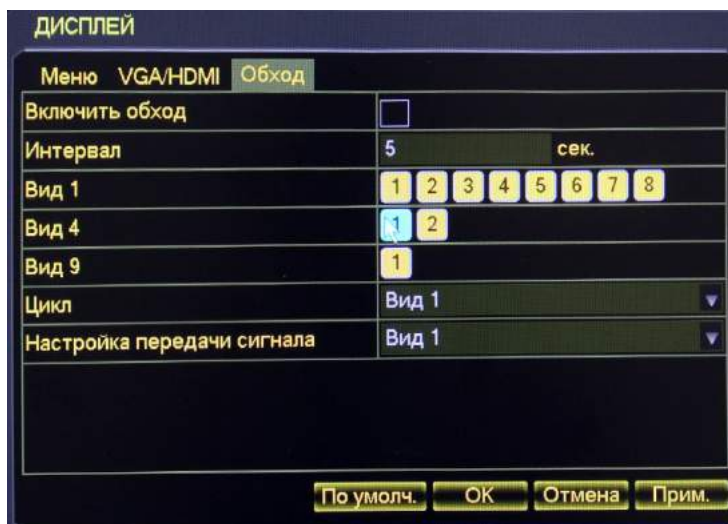 ДИСПЛЕЙ
Меню VGA/HDMI Обход
Включить обход
Интервал 5 сек.
Вид 1 1 2 3 4 5 6 7 8
Вид 4 1 2
Вид 9 1
Цикл Вид 1
Настройка передачи сигнала Вид 1
По умолч. OK Отмена Прим.